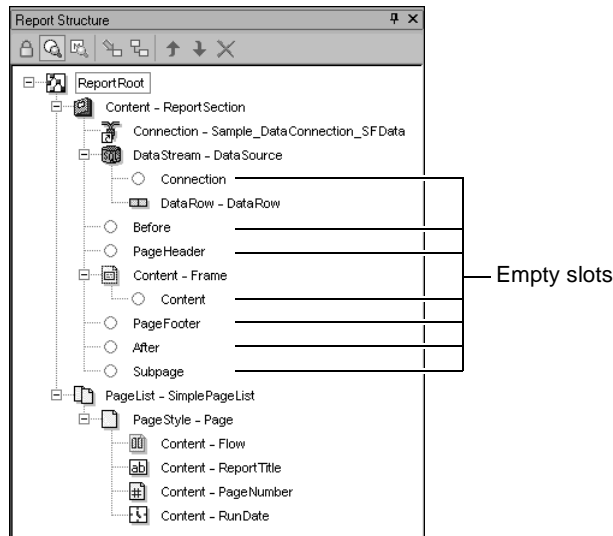 Report Structure
ReportRoot
Content - ReportSection
Connection - Sample_DataConnection_SFData
DataStream - DataSource
Connection
DataRow - DataRow
Before
PageHeader
Content - Frame
Content
Empty slots
PageFooter
After
Subpage
PageList - SimplePageList
PageStyle - Page
Content - Flow
Content - ReportTitle
Content - PageNumber
Content - RunDate